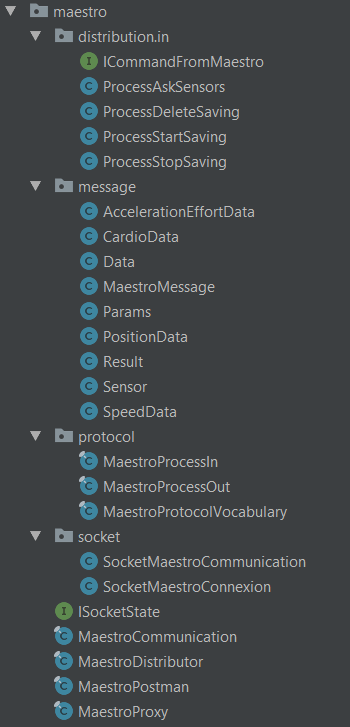 maestro
distribution.in
I ICommandFromMaestro
C ProcessAskSensors
C ProcessDeleteSaving
C ProcessStartSaving
C ProcessStopSaving
message
C AccelerationEffortData
C CardioData
C Data
C MaestroMessage
C Params
C PositionData
C Result
C Sensor
C SpeedData
protocol
C MaestroProcessIn
C MaestroProcessOut
C MaestroProtocolVocabulary
socket
C SocketMaestroCommunication
C SocketMaestroConnexion
I ISocketState
C MaestroCommunication
C MaestroDistributor
C MaestroPostman
C MaestroProxy